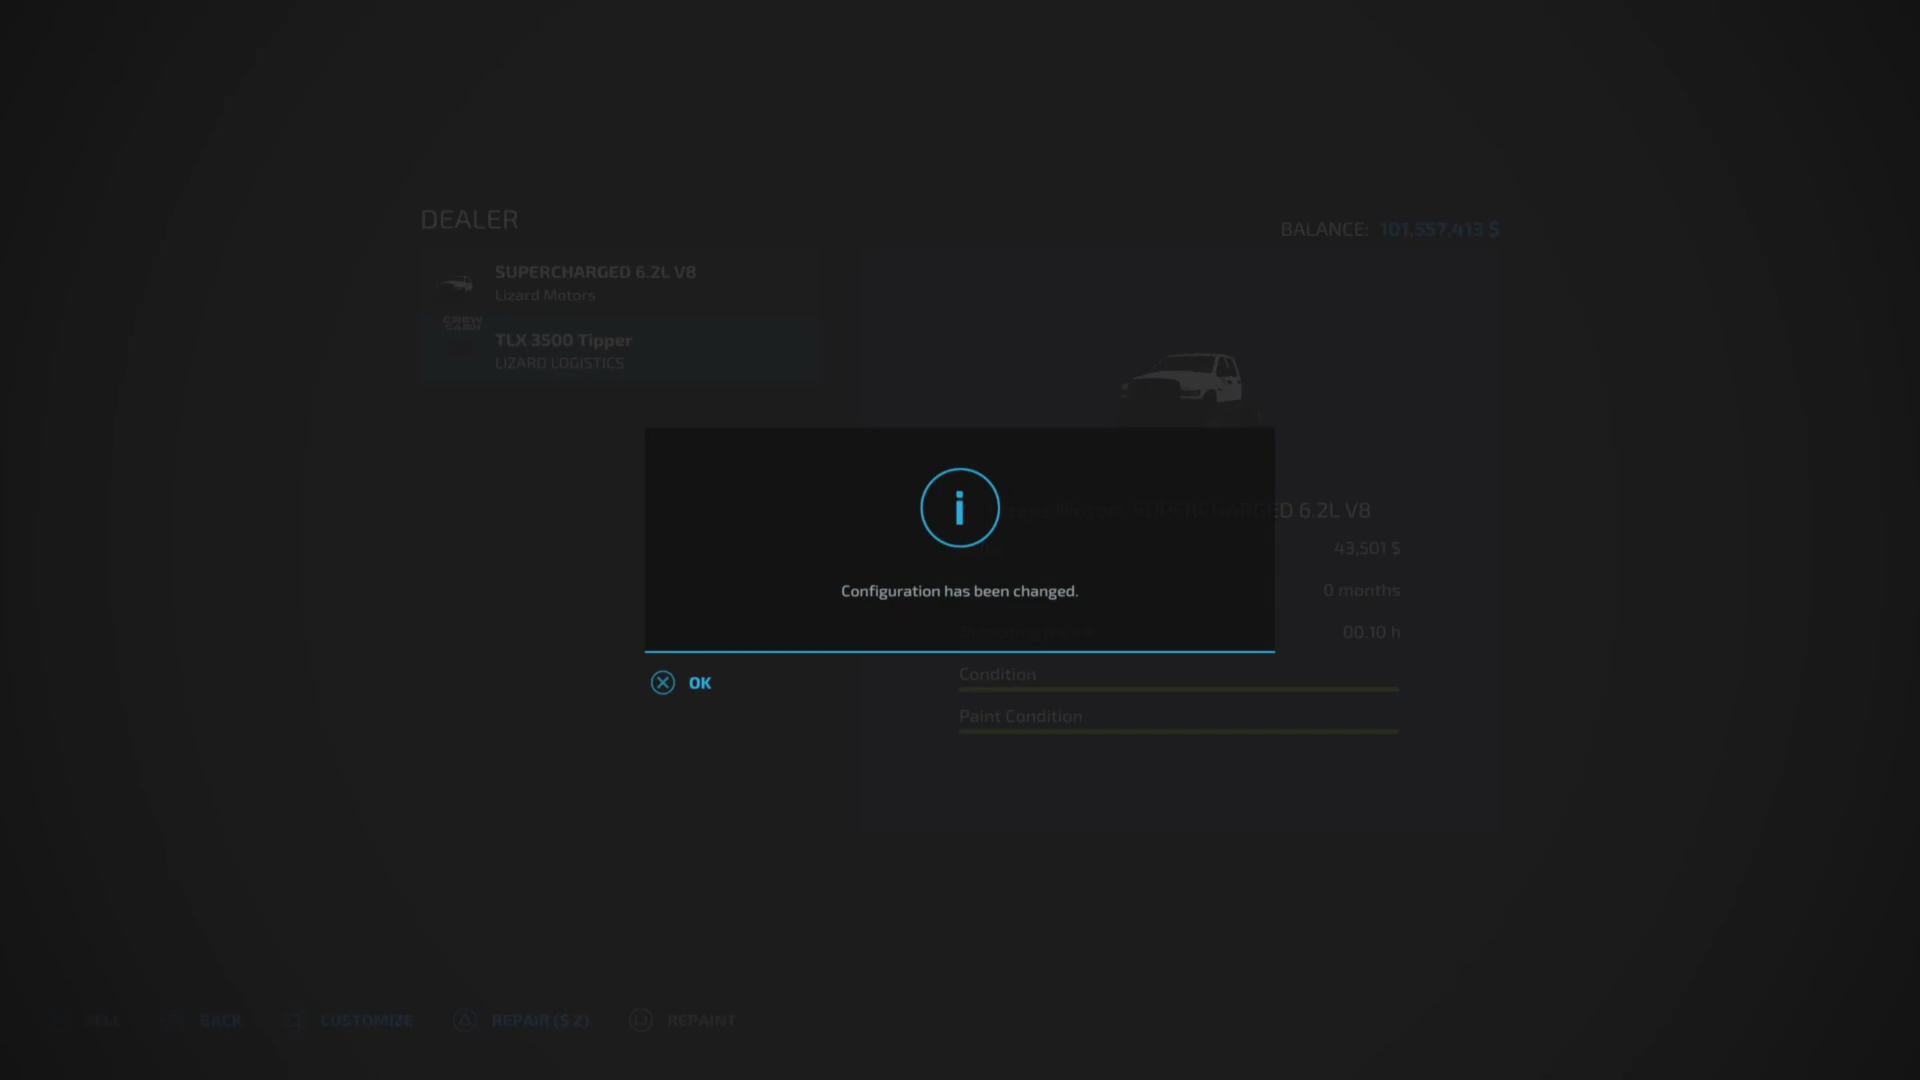 DEALER
BALANCE: 101,557,413 $
SUPERCHARGED 6.2L V8
Lizard Motors
TLX 3500 Tipper
LIZARD LOGISTICS
i
SUPERCHARGED 6.2L V8
43,501 $
Configuration has been changed.
0 months
00:10 h
Condition
OK
Paint Condition
SELL
BACK
CUSTOMIZE
REPAIR ($ 2)
REPAINT